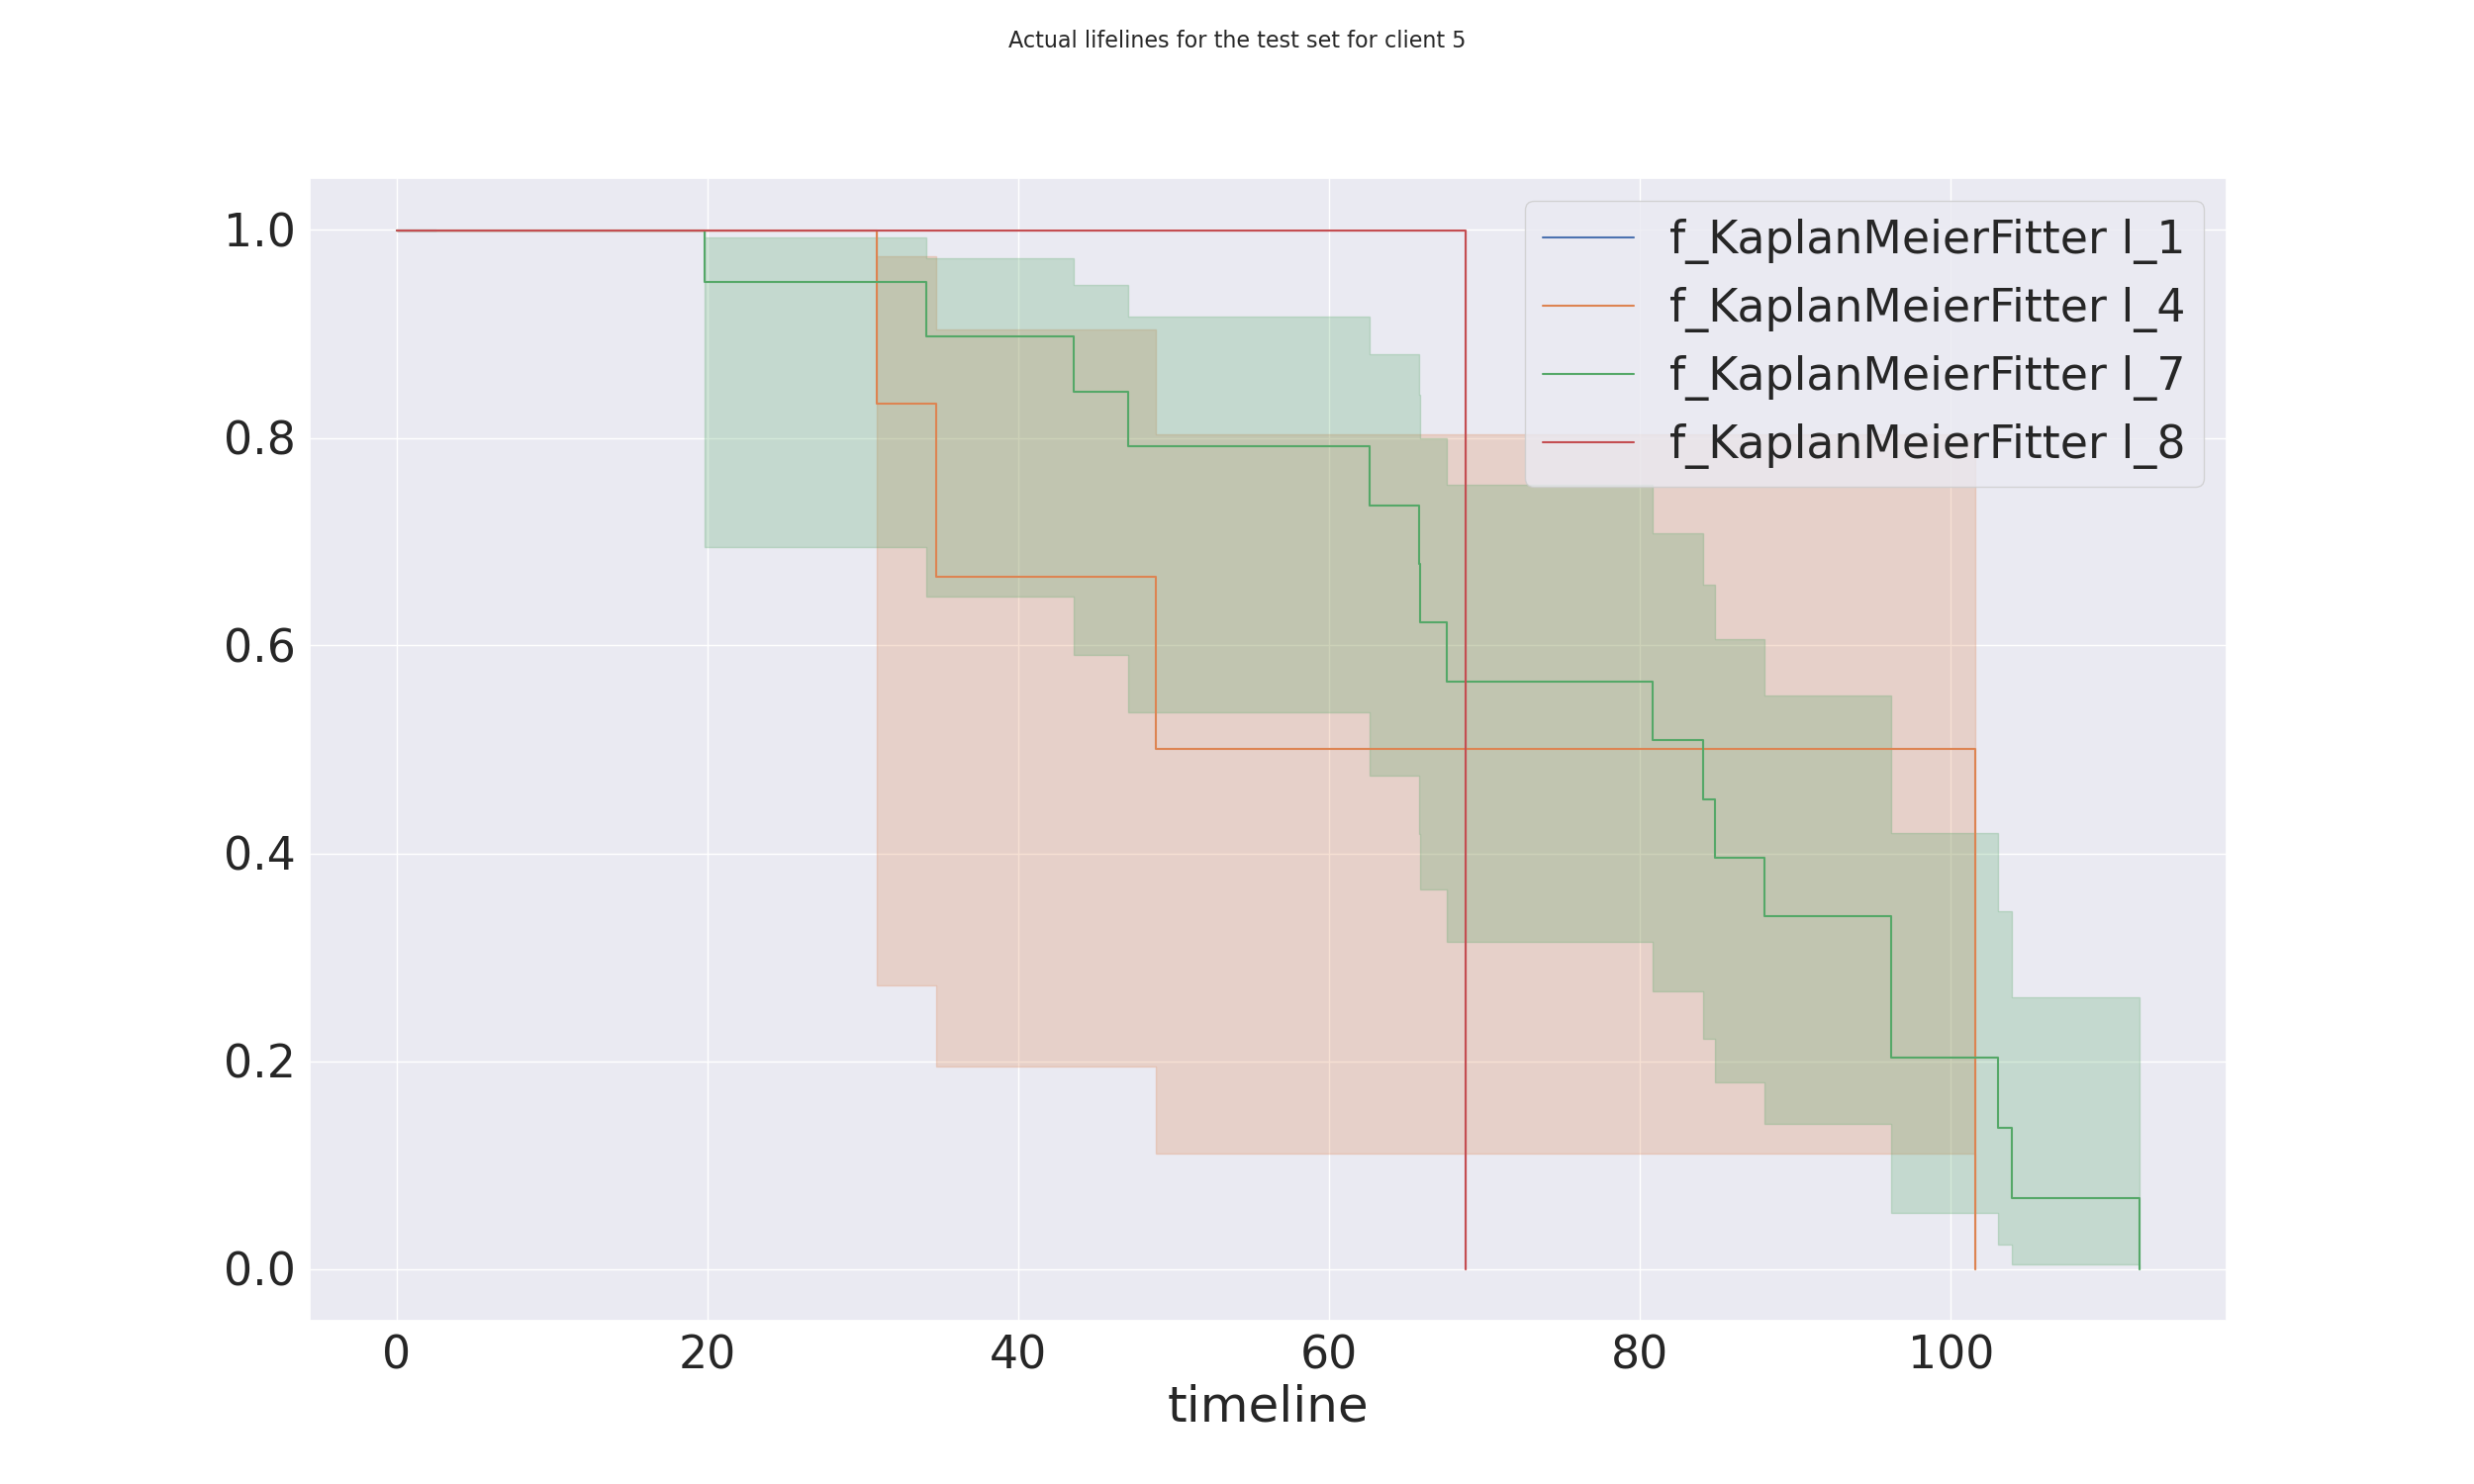 Actual lifelines for the test set for client 5
f_KaplanMeierFitter l_1
f_KaplanMeierFitter l_4
f_KaplanMeierFitter l_7
f_KaplanMeierFitter l_8
1.0
0.8
0.6
0.4
0.2
0.0
0 20 40 60 80 100
timeline